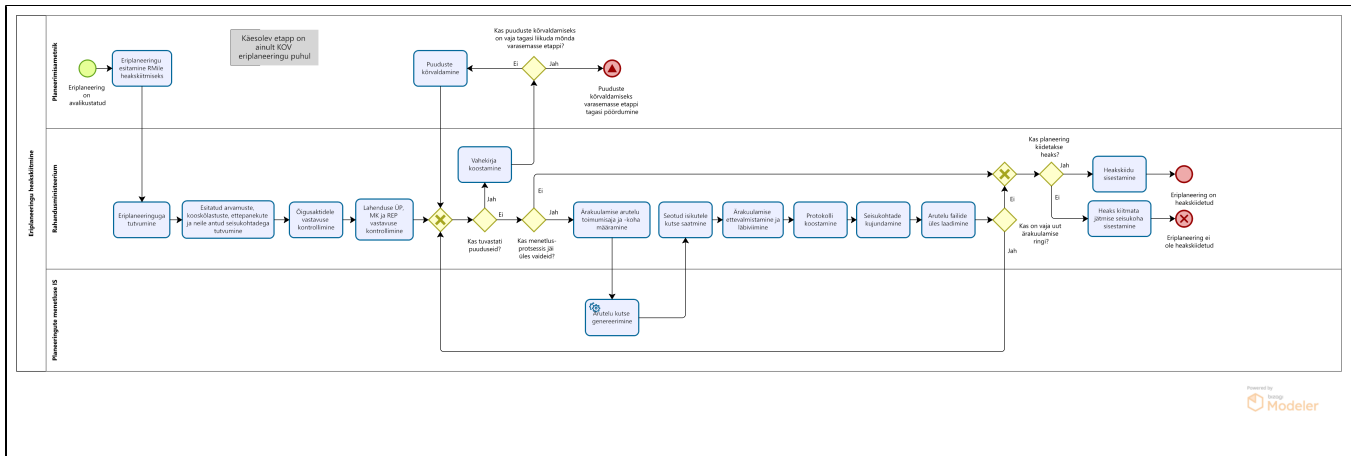 Eriplaneeringu heakskiitmine
Planeerimisametnik
Eriplaneering
on
avalikustatud
Eriplaneeringu
esitamine RMile
heakskiitmiseks
Käesolev etapp on
ainult KOV
eriplaneeringu puhul
Puuduste
kõrvaldamine
Kas puuduste kõrvaldamiseks
on vaja tagasi liikuda mõnda
varasemasse etappi?
Ei
Jah
Puuduste
kõrvaldamiseks
varasemasse etappi
tagasi pöördumine
Rahandusministeerium
Eriplaneeringuga
tutvumine
Esitatud arvamuste,
kooskõlastuste, ettepanekute
ja neile antud seisukohtadega
tutvumine
Õigusaktidele
vastavuse
kontrollimine
Lahenduse ÜP,
MK ja REP
vastavuse
kontrollimine
Vahekirja
koostamine
Jah
Ei
Kas tuvastati
puuduseid?
Ei
Jah
Kas menetlus-
protsessis jäi
üles vaideid?
Ärakuulamise arutelu
toimumisaja ja -koha
määramine
Seotud isikutele
kutse saatmine
Ärakuulamise
ettevalmistamine ja
läbiviimine
Protokolli
koostamine
Seisukohtade
kujundamine
Arutelu failide
üles laadimine
Ei
Jah
Kas on vaja uut
ärakuulamise
ringi?
Kas planeering
kiidetakse
heaks?
Jah
Ei
Heakskiidu
sisestamine
Eriplaneering on
heakskiidetud
Heaks kiitmata
jätmise seisukoha
sisestamine
Eriplaneering ei
ole heakskiidetud
Planeeringute menetluse IS
Arutelu kutse
genereerimine
Powered by
bizagi
Modeler